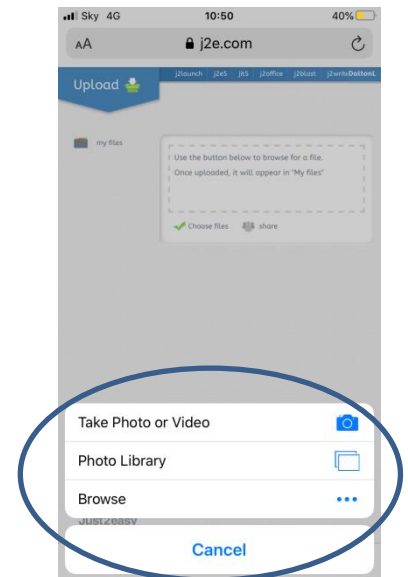 Sky 4G 10:50 40%
AA j2e.com
j2launch j2e5 jit5 j2office j2blast j2writeDaltonL
Upload
my files
Use the button below to browse for a file.
Once uploaded, it will appear in "My files"
Choose files share
Take Photo or Video
Photo Library
Browse
Just2easy
Cancel